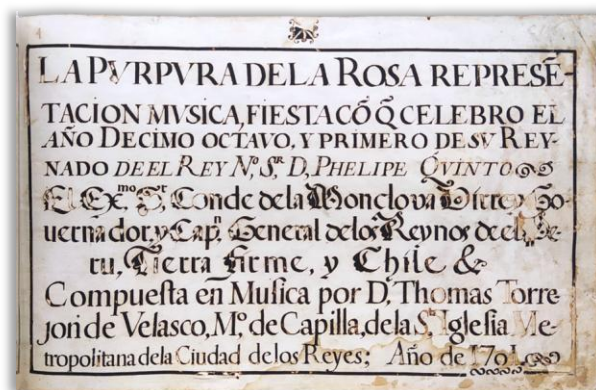 LA PVRPVRA DE LA ROSA REPRESẼ-
TACION MVSICA, FIESTA CÕ Q̃ CELEBRO EL
AÑO DECIMO OCTAVO, Y PRIMERO DE SV REY-
NADO DE EL REY Nº. Sr. D, PHELIPE QVINTO
El Exmo. Sr. Conde de la Monclova Virrey Go-
uernador, y Capn. General de los Reynos de el Pe-
ru, Tierra firme, y Chile &
Compuesta en Musica por D, Thomas Torre-
jon de Velasco, Mº. de Capilla, de la Sta Iglesia Me-
tropolitana de la Ciudad de los Reyes; Año de 1701